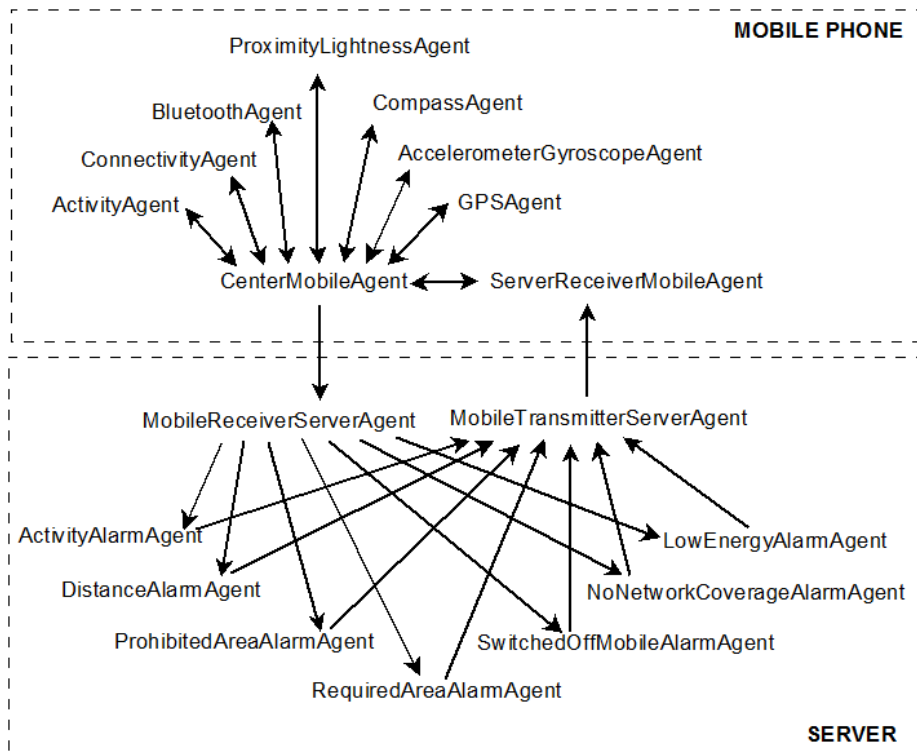 MOBILE PHONE
ProximityLightnessAgent
BluetoothAgent
CompassAgent
ConnectivityAgent
AccelerometerGyroscopeAgent
ActivityAgent
GPSAgent
CenterMobileAgent
ServerReceiverMobileAgent
MobileReceiverServerAgent
MobileTransmitterServerAgent
ActivityAlarmAgent
LowEnergyAlarmAgent
DistanceAlarmAgent
NoNetworkCoverageAlarmAgent
ProhibitedAreaAlarmAgent
SwitchedOffMobileAlarmAgent
RequiredAreaAlarmAgent
SERVER